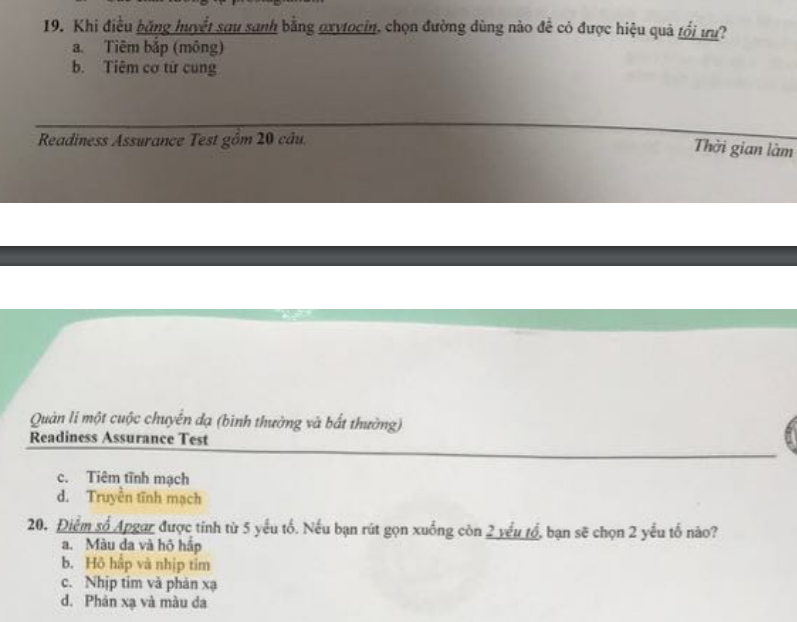 19. Khi điều băng huyết sau sanh bằng oxytocin, chọn đường dùng nào để có được hiệu quả tối ưu?
a. Tiêm bắp (mông)
b. Tiêm cơ tử cung
Readiness Assurance Test gồm 20 câu.
Thời gian làm
Quản lí một cuộc chuyển dạ (bình thường và bất thường)
Readiness Assurance Test
c. Tiêm tĩnh mạch
d. Truyền tĩnh mạch
20. Điểm số Apgar được tính từ 5 yếu tố. Nếu bạn rút gọn xuống còn 2 yếu tố, bạn sẽ chọn 2 yếu tố nào?
a. Màu da và hô hấp
b. Hô hấp và nhịp tim
c. Nhịp tim và phản xạ
d. Phản xạ và màu da